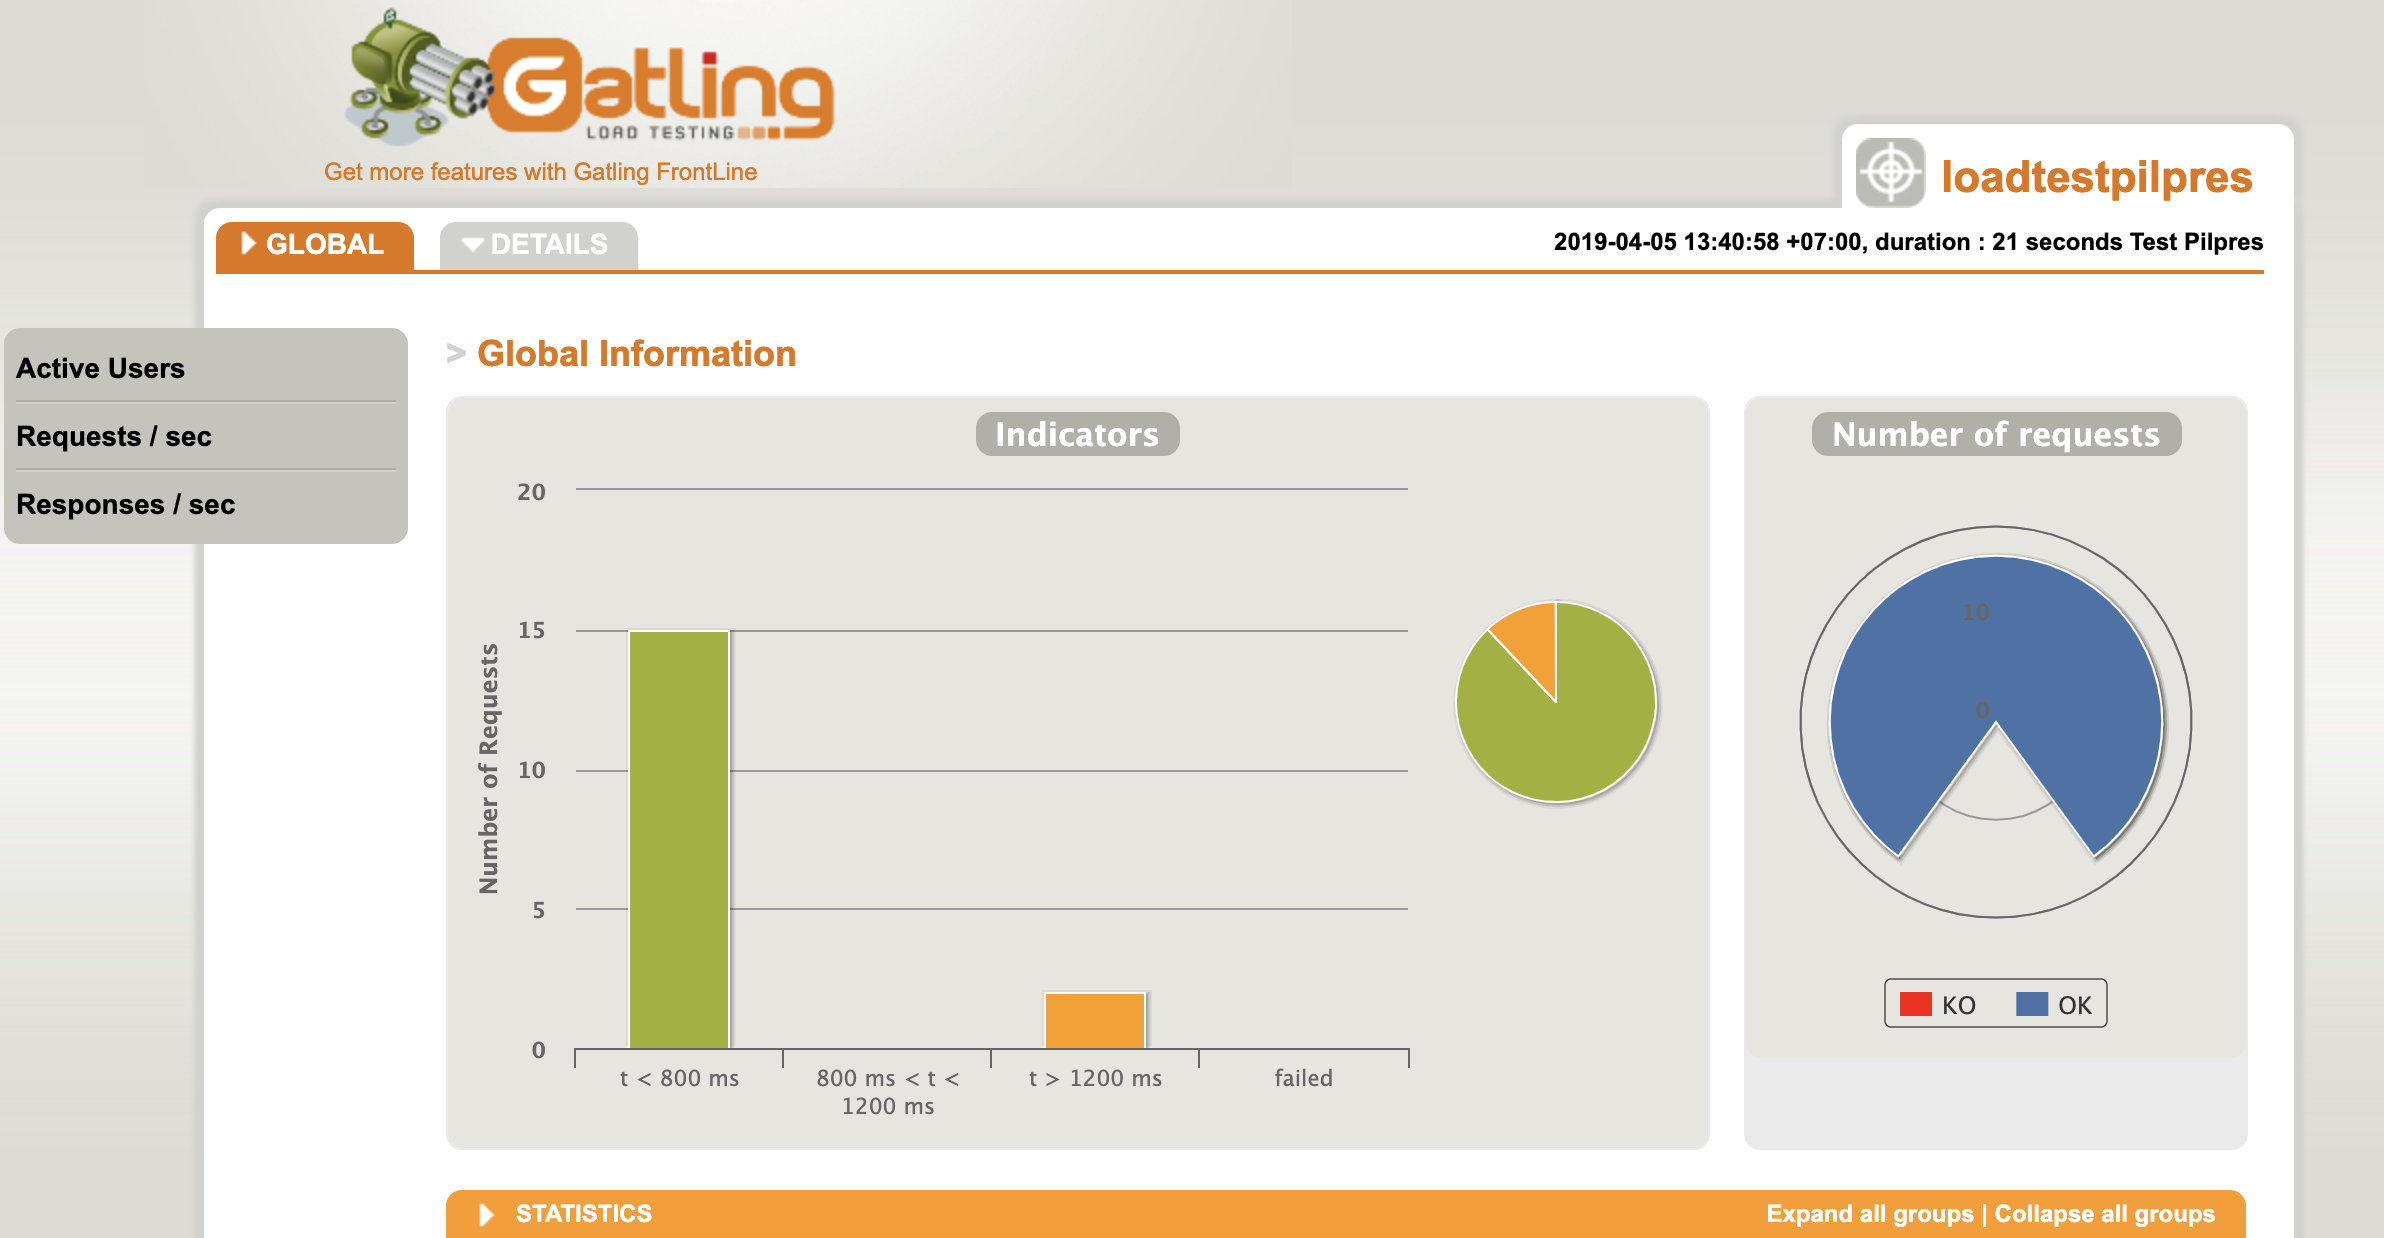 Gatling
LOAD TESTING
Get more features with Gatling FrontLine
loadtestpilpres
GLOBAL
DETAILS
2019-04-05 13:40:58 +07:00, duration : 21 seconds Test Pilpres
Active Users
Requests / sec
Responses / sec
> Global Information
Indicators
20
15
10
5
0
Number of Requests
t < 800 ms
800 ms < t <
1200 ms
t > 1200 ms
failed
Number of requests
10
0
KO
OK
STATISTICS
Expand all groups | Collapse all groups